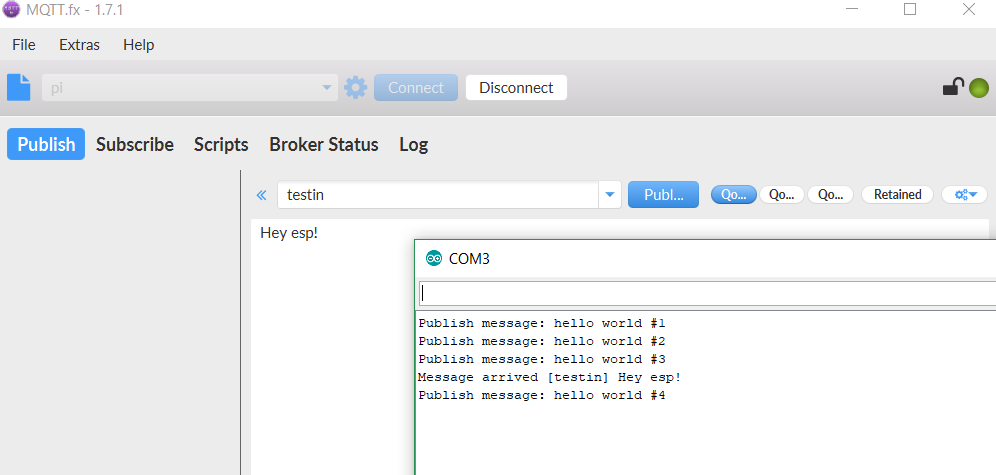 MQTT.fx - 1.7.1
File Extras Help
pi Connect Disconnect
Publish Subscribe Scripts Broker Status Log
testin Publ... Qo... Qo... Qo... Retained
Hey esp!
COM3
Publish message: hello world #1
Publish message: hello world #2
Publish message: hello world #3
Message arrived [testin] Hey esp!
Publish message: hello world #4